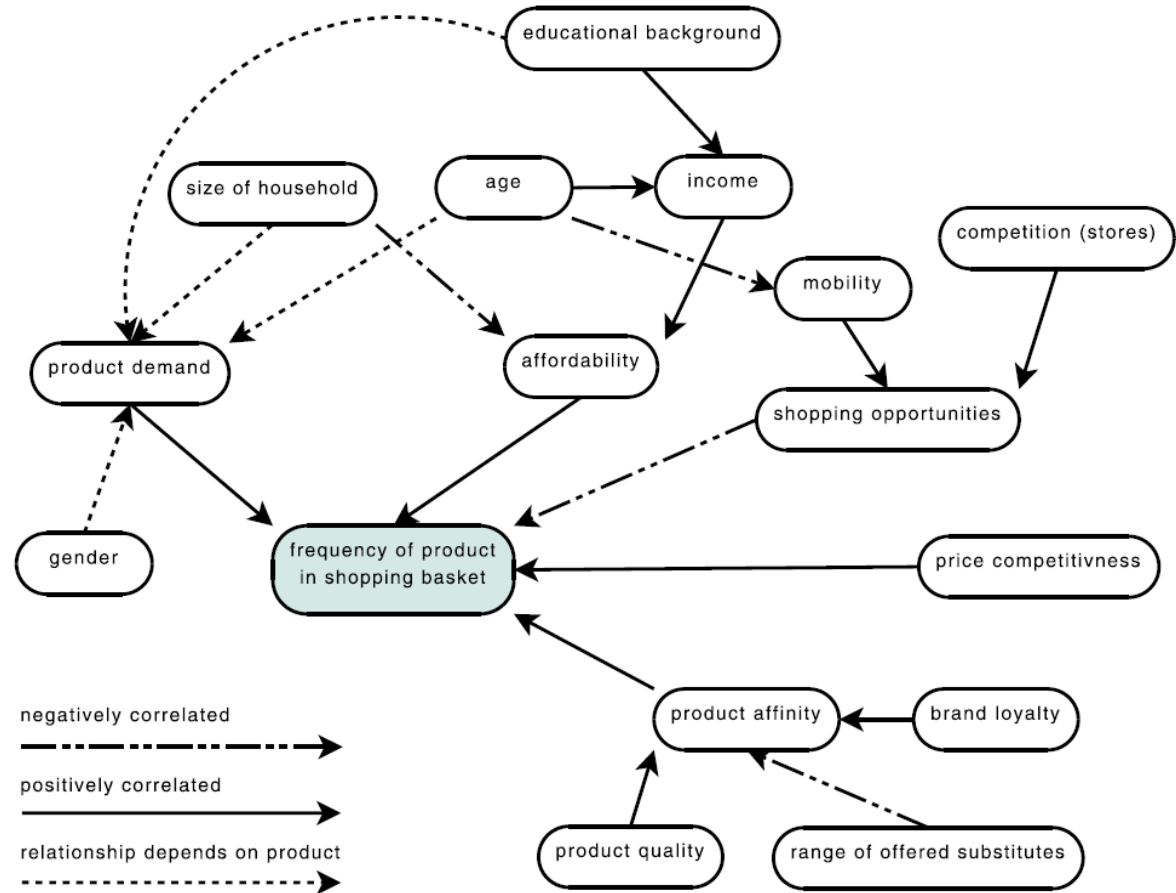 educational background
size of household
age
income
competition (stores)
mobility
product demand
affordability
shopping opportunities
gender
frequency of product
in shopping basket
price competitivness
negatively correlated
product affinity
brand loyalty
positively correlated
relationship depends on product
product quality
range of offered substitutes